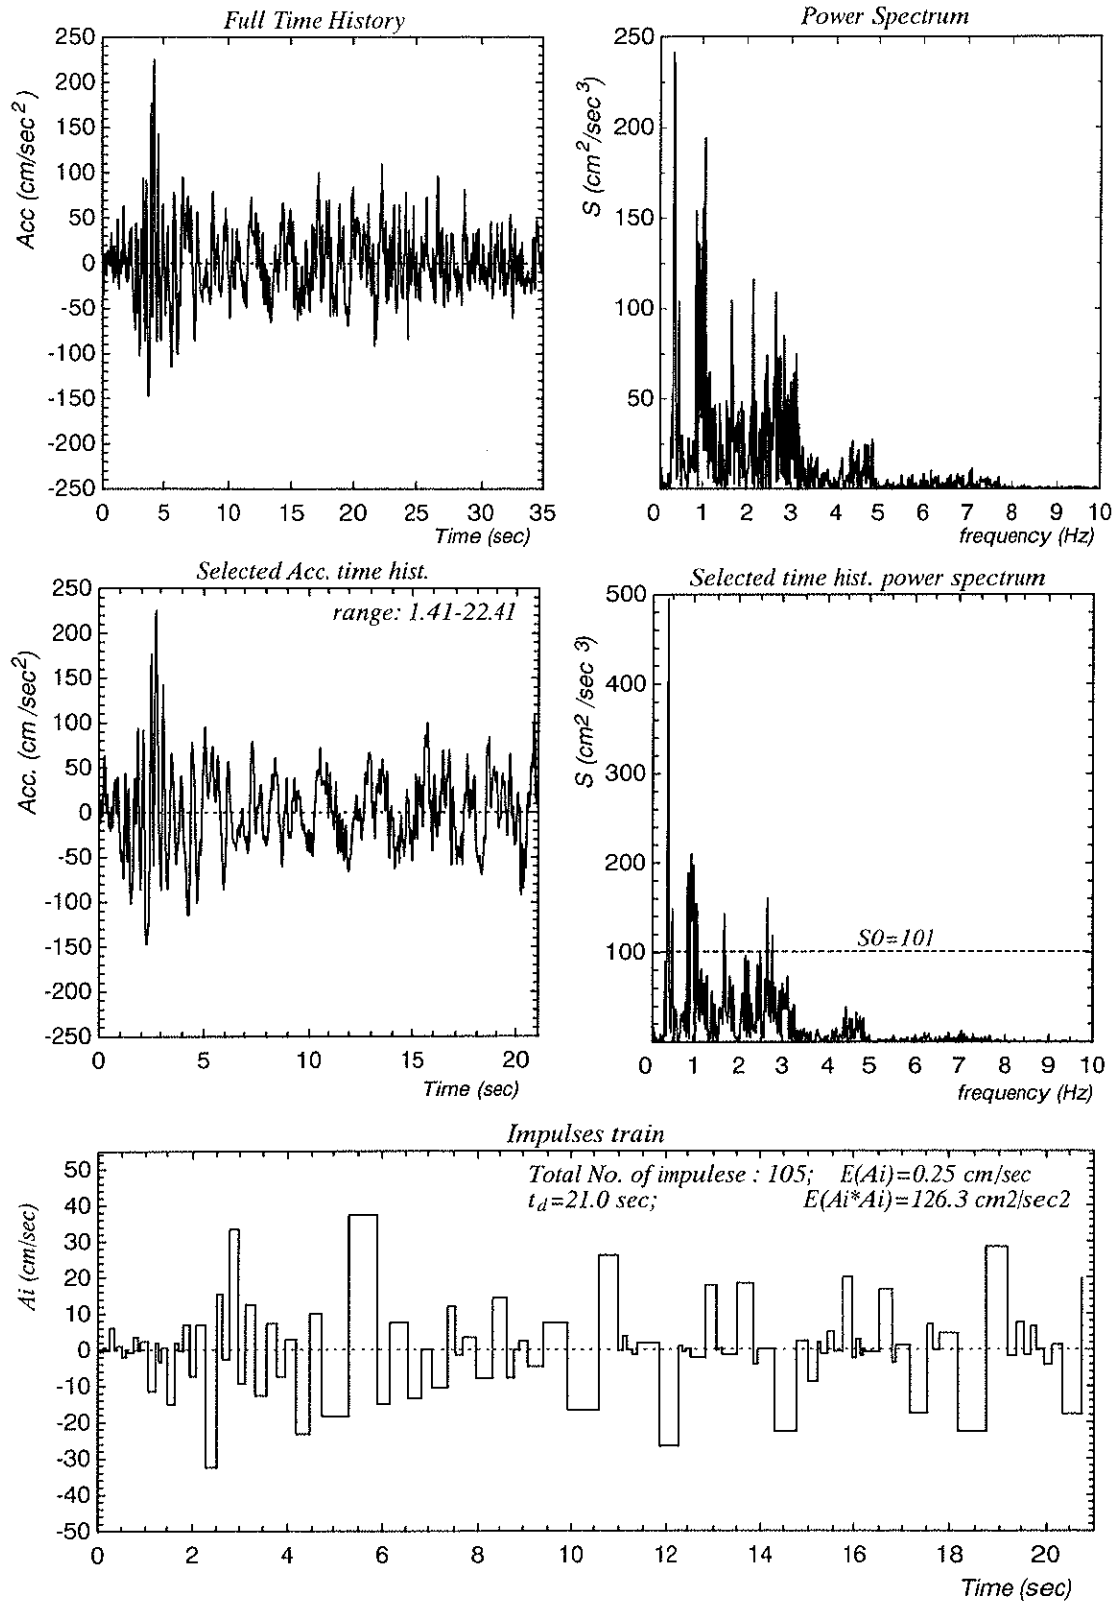 Full Time History
Acc (cm/sec2)
250
200
150
100
50
0
-50
-100
-150
-200
-250
0 5 10 15 20 25 30 35
Time (sec)
Power Spectrum
S (cm2/sec3)
250
200
150
100
50
0 1 2 3 4 5 6 7 8 9 10
frequency (Hz)
Selected Acc. time hist.
range: 1.41-22.41
Acc. (cm /sec2)
250
200
150
100
50
0
-50
-100
-150
-200
-250
0 5 10 15 20
Time (sec)
Selected time hist. power spectrum
S (cm2 /sec 3)
500
400
300
200
100
S0=101
0 1 2 3 4 5 6 7 8 9 10
frequency (Hz)
Impulses train
Total No. of impulese : 105; E(Ai)=0.25 cm/sec
td=21.0 sec; E(Ai*Ai)=126.3 cm2/sec2
Ai (cm/sec)
50
40
30
20
10
0
-10
-20
-30
-40
-50
0 2 4 6 8 10 12 14 16 18 20
Time (sec)